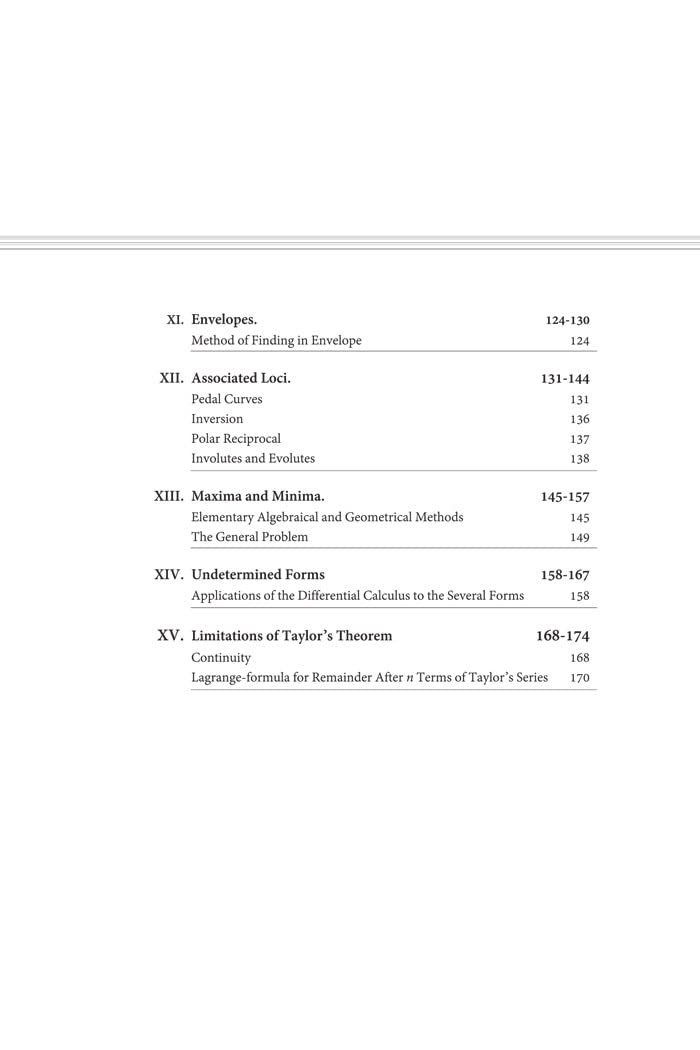 XI. Envelopes. 124-130
Method of Finding in Envelope 124
XII. Associated Loci. 131-144
Pedal Curves 131
Inversion 136
Polar Reciprocal 137
Involutes and Evolutes 138
XIII. Maxima and Minima. 145-157
Elementary Algebraical and Geometrical Methods 145
The General Problem 149
XIV. Undetermined Forms 158-167
Applications of the Differential Calculus to the Several Forms 158
XV. Limitations of Taylor's Theorem 168-174
Continuity 168
Lagrange-formula for Remainder After n Terms of Taylor's Series 170